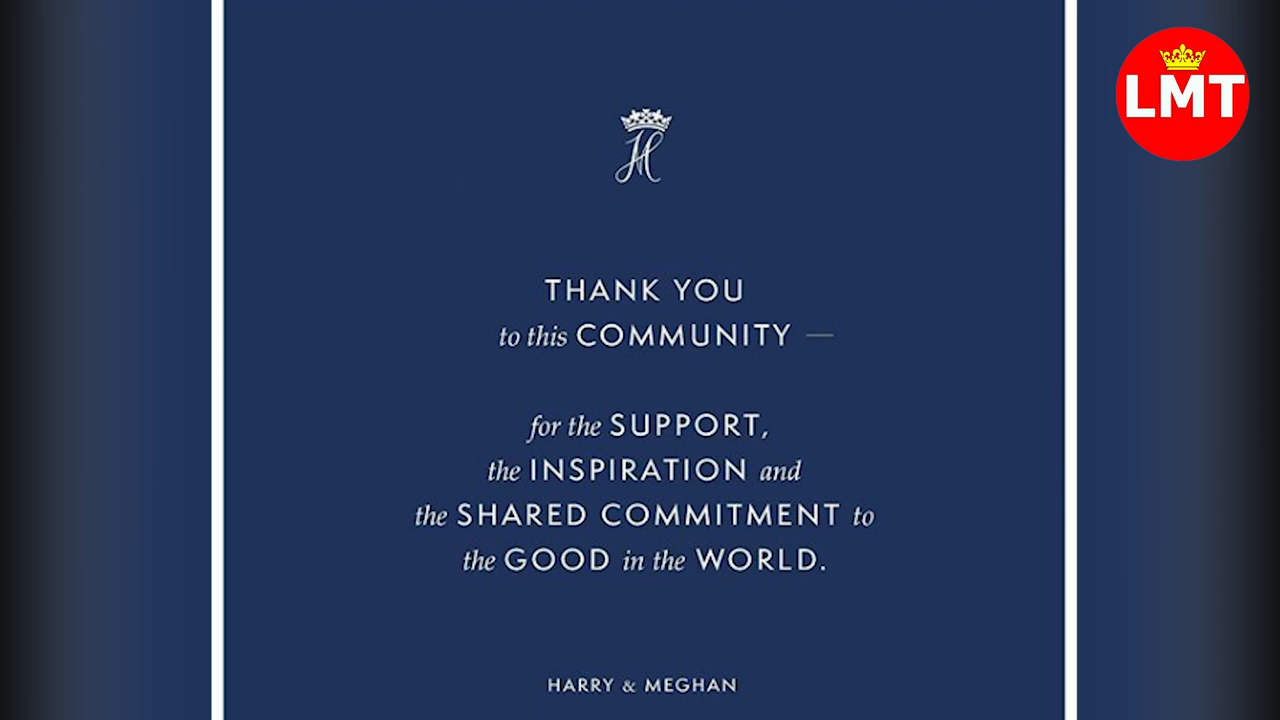 LMT
THANK YOU
to this COMMUNITY —
for the SUPPORT,
the INSPIRATION and
the SHARED COMMITMENT to
the GOOD in the WORLD.
HARRY & MEGHAN